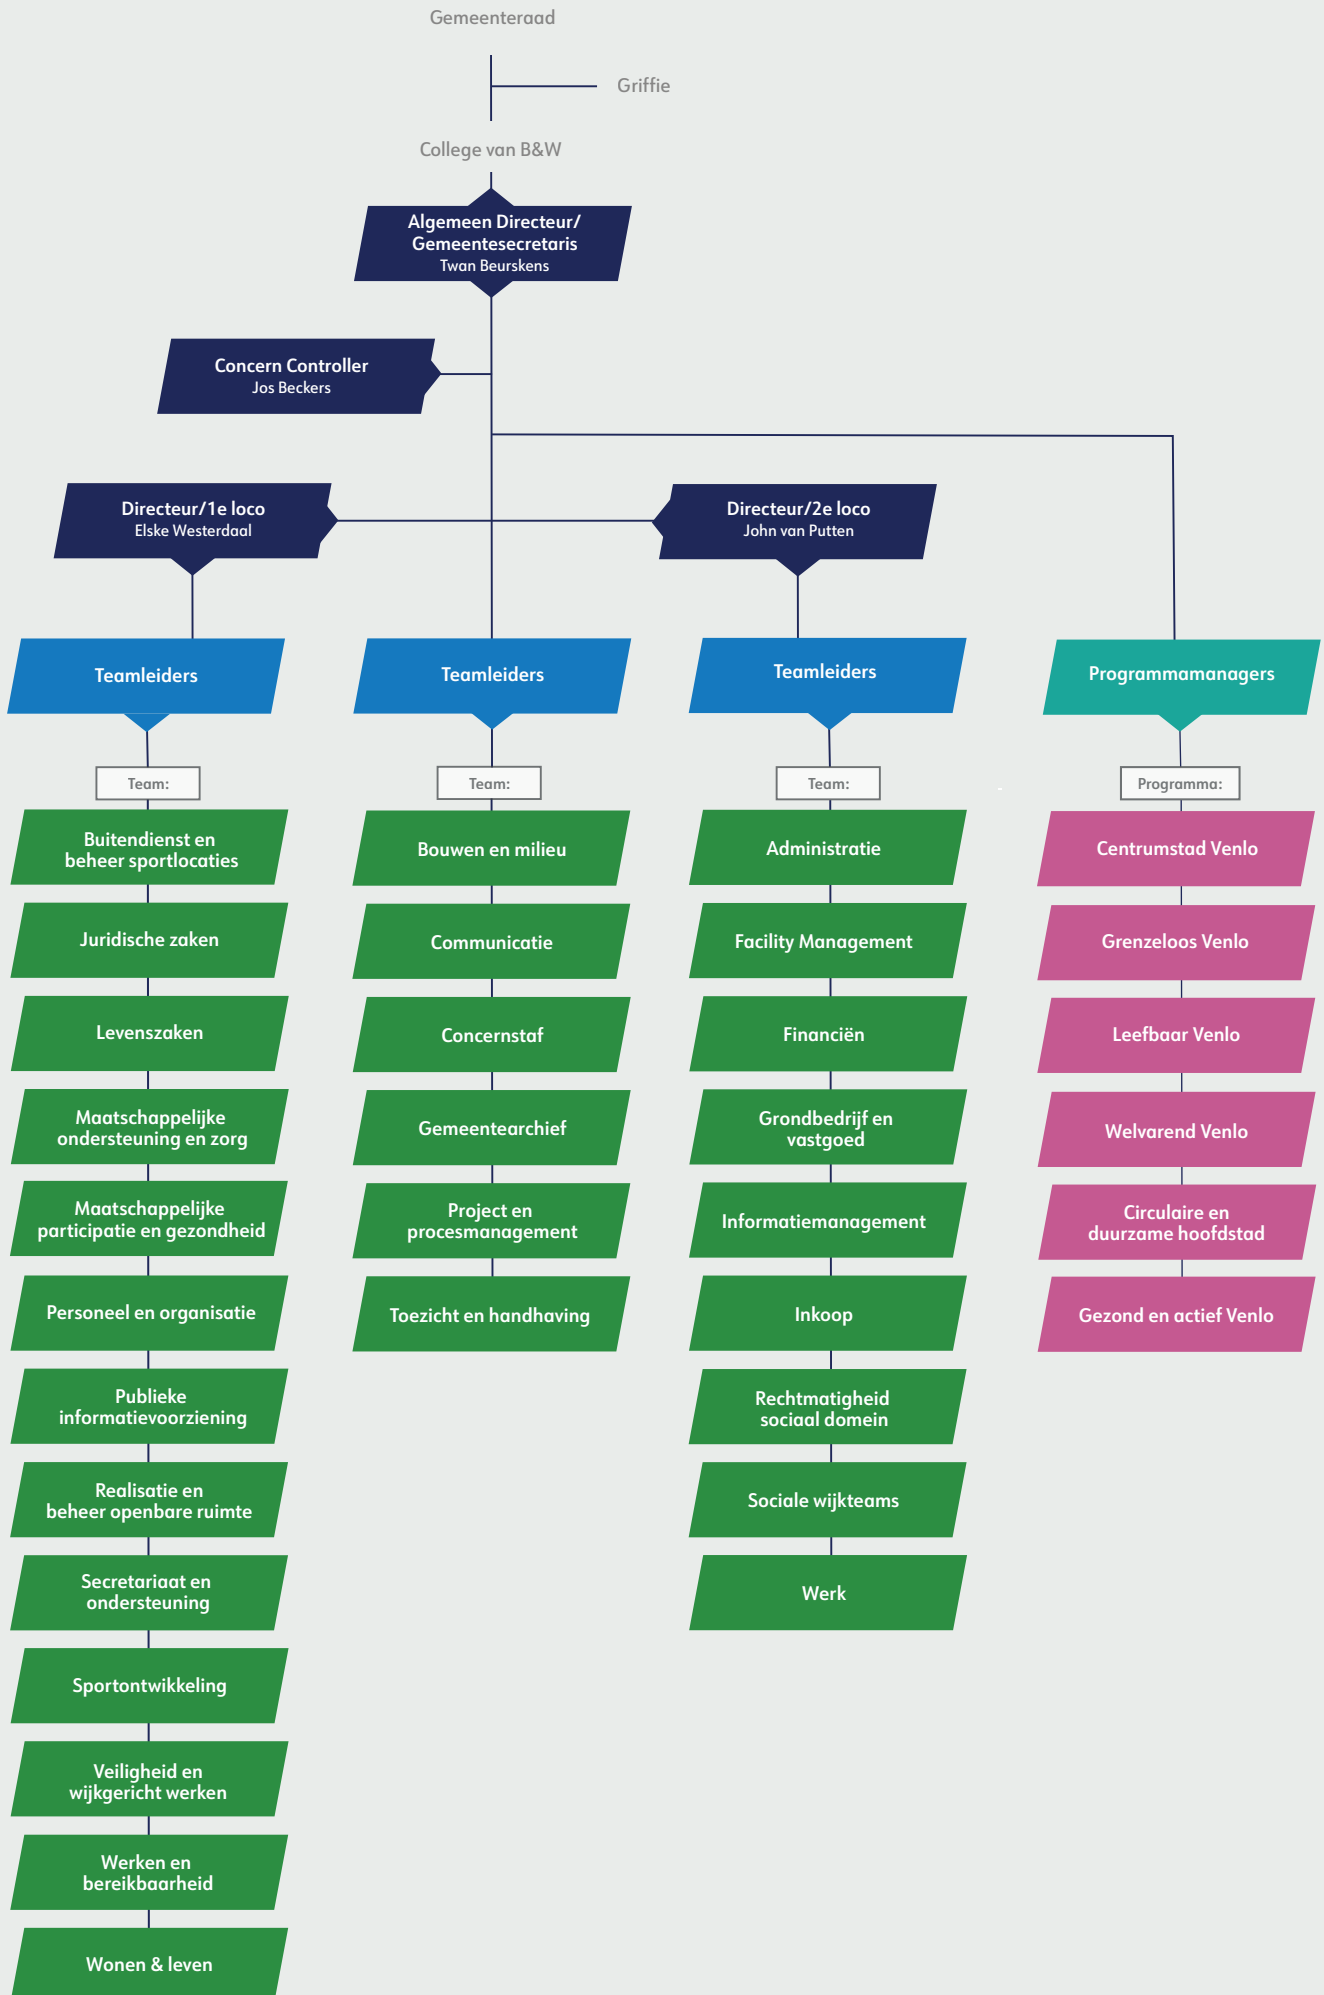 Gemeenteraad
Griffie
College van B&W
Algemeen Directeur/
Gemeentesecretaris
Twan Beurskens
Concern Controller
Jos Beckers
Directeur/1e loco
Elske Westerdaal
Directeur/2e loco
John van Putten
Teamleiders
Team:
Buitendienst en
beheer sportlocaties
Juridische zaken
Levenszaken
Maatschappelijke
ondersteuning en zorg
Maatschappelijke
participatie en gezondheid
Personeel en organisatie
Publieke
informatievoorziening
Realisatie en
beheer openbare ruimte
Secretariaat en
ondersteuning
Sportontwikkeling
Veiligheid en
wijkgericht werken
Werken en
bereikbaarheid
Wonen & leven
Teamleiders
Team:
Bouwen en milieu
Communicatie
Concernstaf
Gemeentearchief
Project en
procesmanagement
Toezicht en handhaving
Teamleiders
Team:
Administratie
Facility Management
Financiën
Grondbedrijf en
vastgoed
Informatiemanagement
Inkoop
Rechtmatigheid
sociaal domein
Sociale wijkteams
Werk
Programmamanagers
Programma:
Centrumstad Venlo
Grenzeloos Venlo
Leefbaar Venlo
Welvarend Venlo
Circulaire en
duurzame hoofdstad
Gezond en actief Venlo